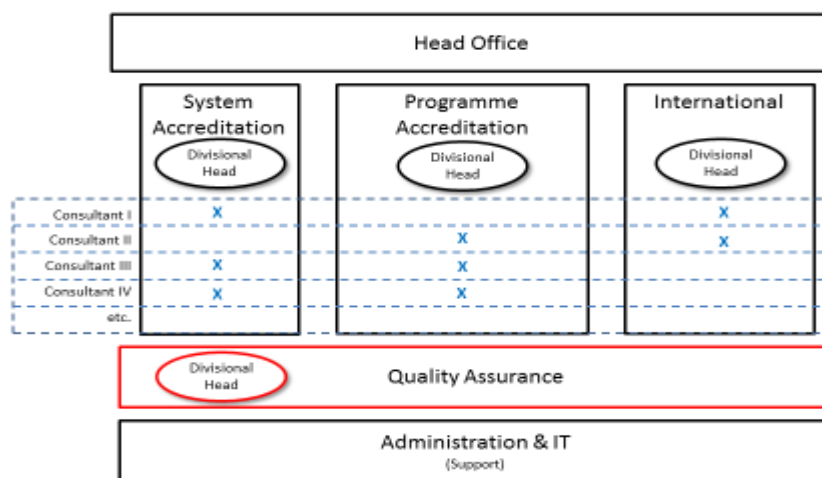 Head Office
System
Accreditation
Divisional
Head
Programme
Accreditation
Divisional
Head
International
Divisional
Head
Consultant I
X
X
Consultant II
X
X
Consultant III
X
X
Consultant IV
X
X
etc.
Divisional
Head
Quality Assurance
Administration & IT
(Support)